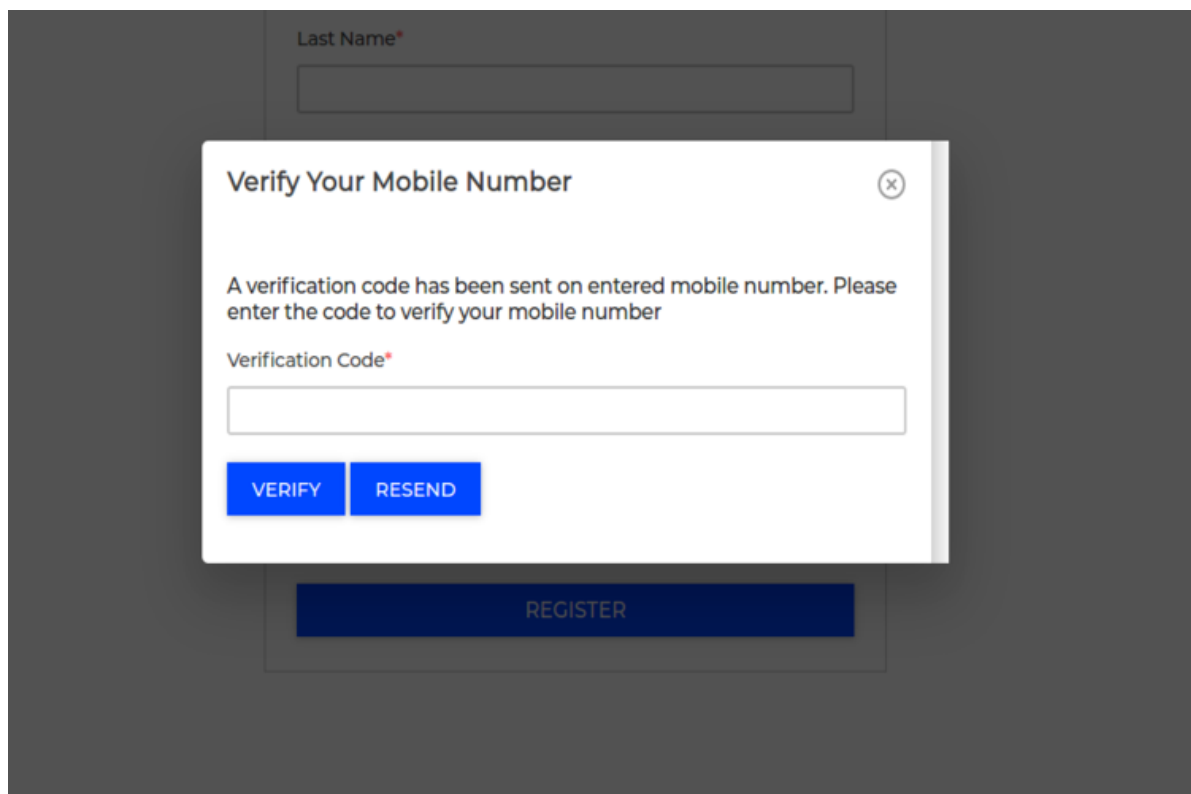 Last Name*
Verify Your Mobile Number
A verification code has been sent on entered mobile number. Please
enter the code to verify your mobile number
Verification Code*
VERIFY RESEND
REGISTER